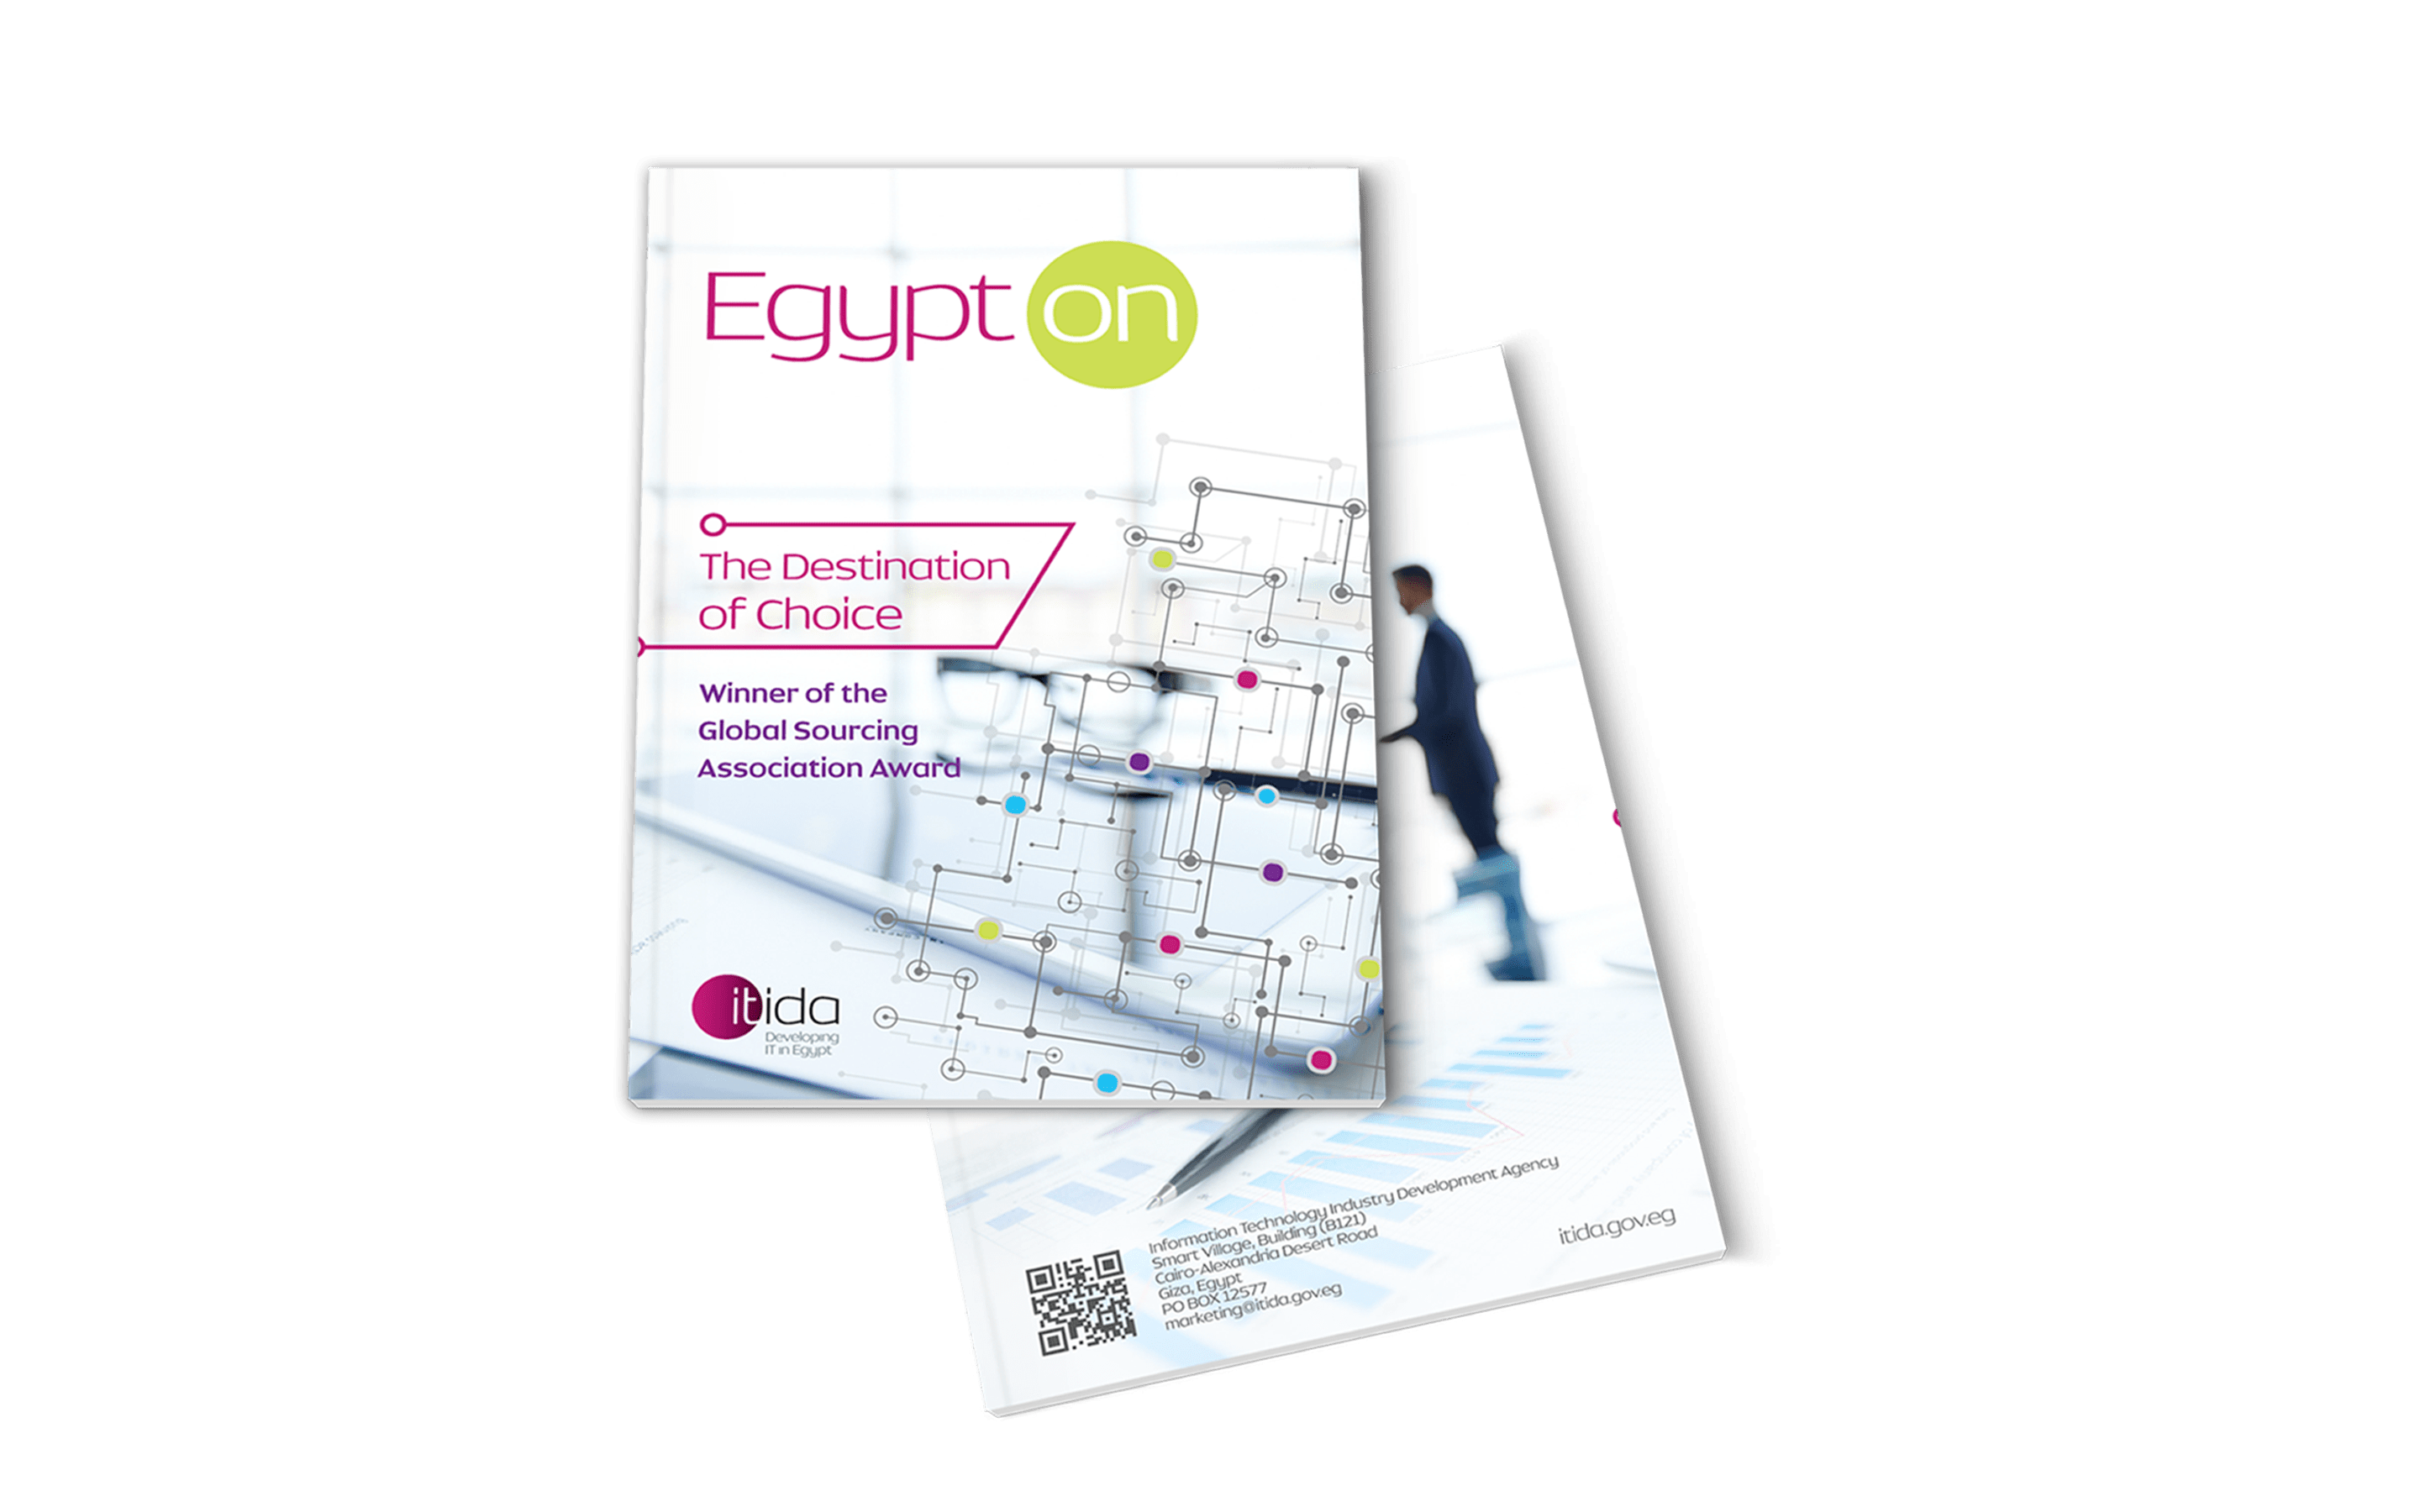 Egypt on
The Destination
of Choice
Winner of the
Global Sourcing
Association Award
itida
Developing
IT in Egypt
Information Technology Industry Development Agency
Smart Village, Building (B121)
Cairo-Alexandria Desert Road
Giza, Egypt
PO BOX 12577
marketing@itida.gov.eg
itida.gov.eg